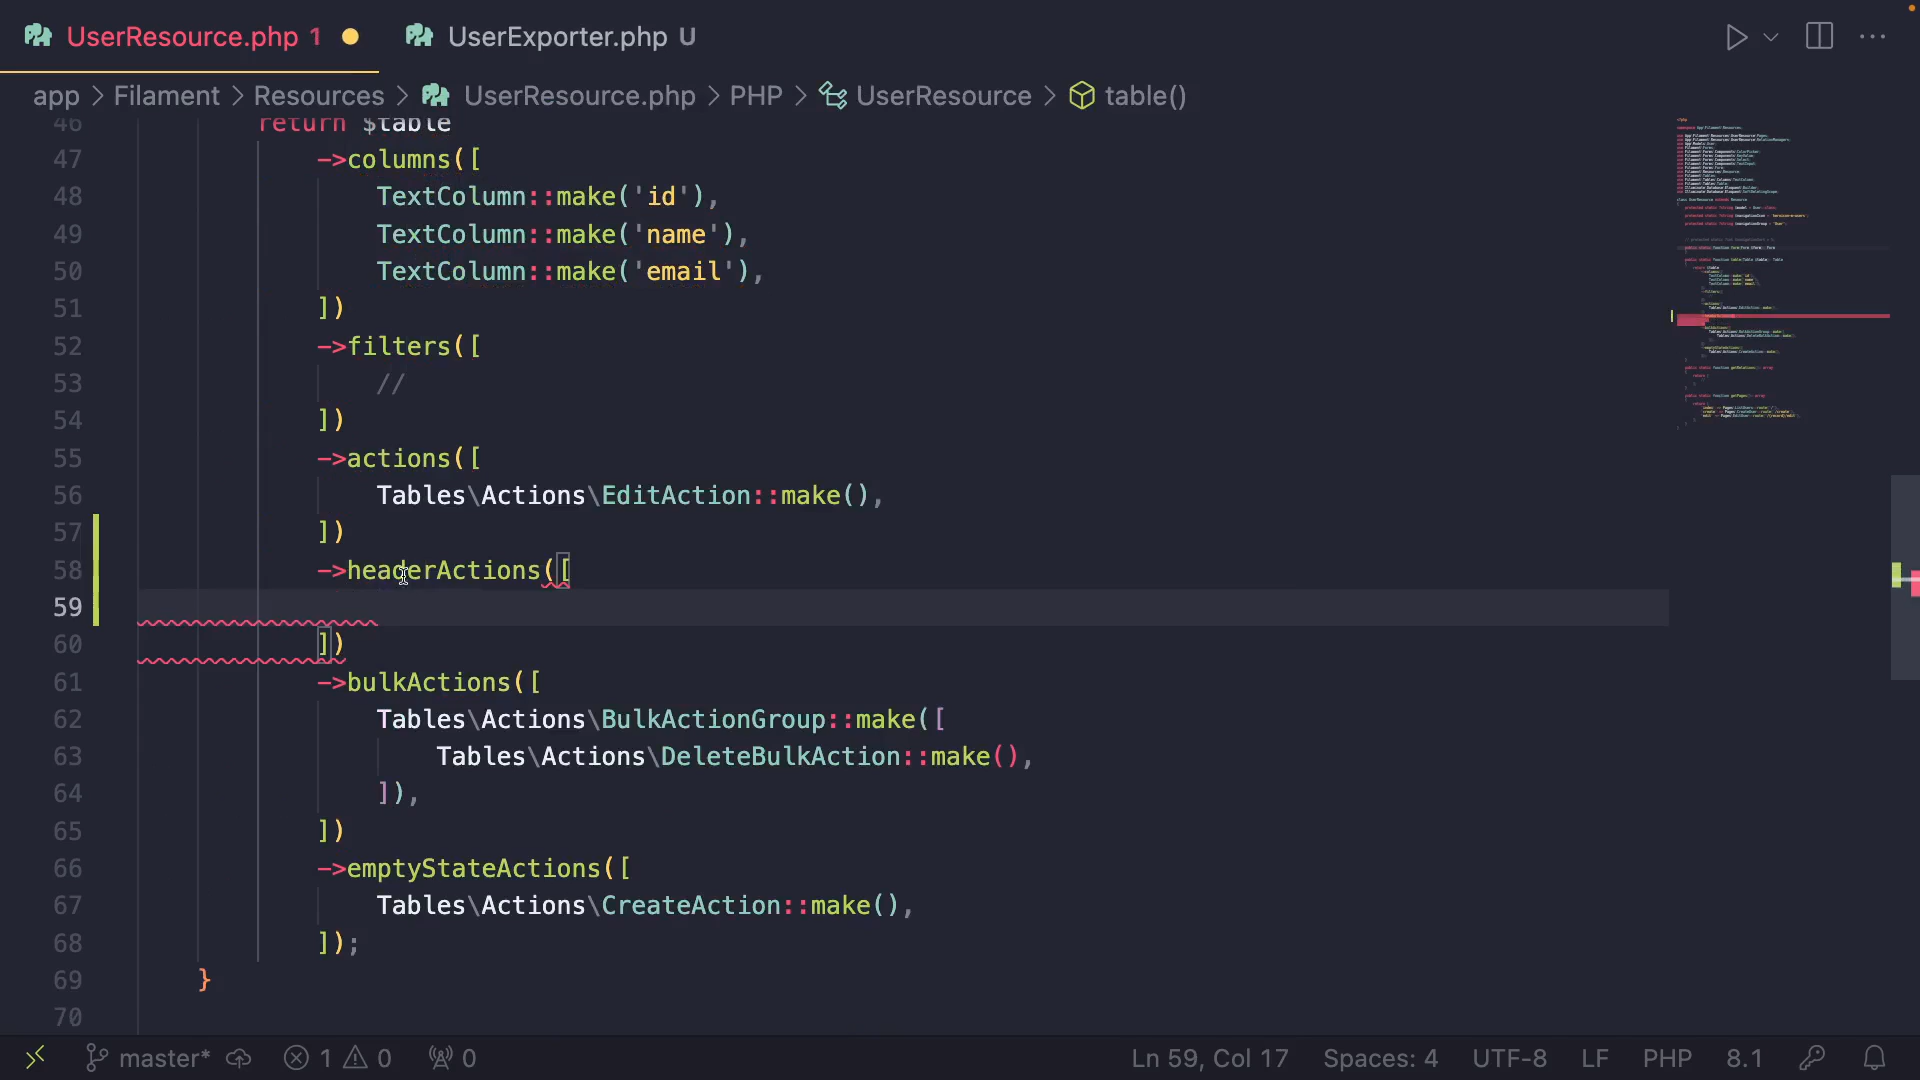 UserResource.php 1
UserExporter.php U
app > Filament > Resources > UserResource.php > PHP > UserResource > table()
46 return $table
47 ->columns([
48 TextColumn::make('id'),
49 TextColumn::make('name'),
50 TextColumn::make('email'),
51 ])
52 ->filters([
53 //
54 ])
55 ->actions([
56 Tables\Actions\EditAction::make(),
57 ])
58 ->headerActions([
59
60 ])
61 ->bulkActions([
62 Tables\Actions\BulkActionGroup::make([
63 Tables\Actions\DeleteBulkAction::make(),
64 ]),
65 ])
66 ->emptyStateActions([
67 Tables\Actions\CreateAction::make(),
68 ]);
69 }
70
master* 1 0 0 Ln 59, Col 17 Spaces: 4 UTF-8 LF PHP 8.1